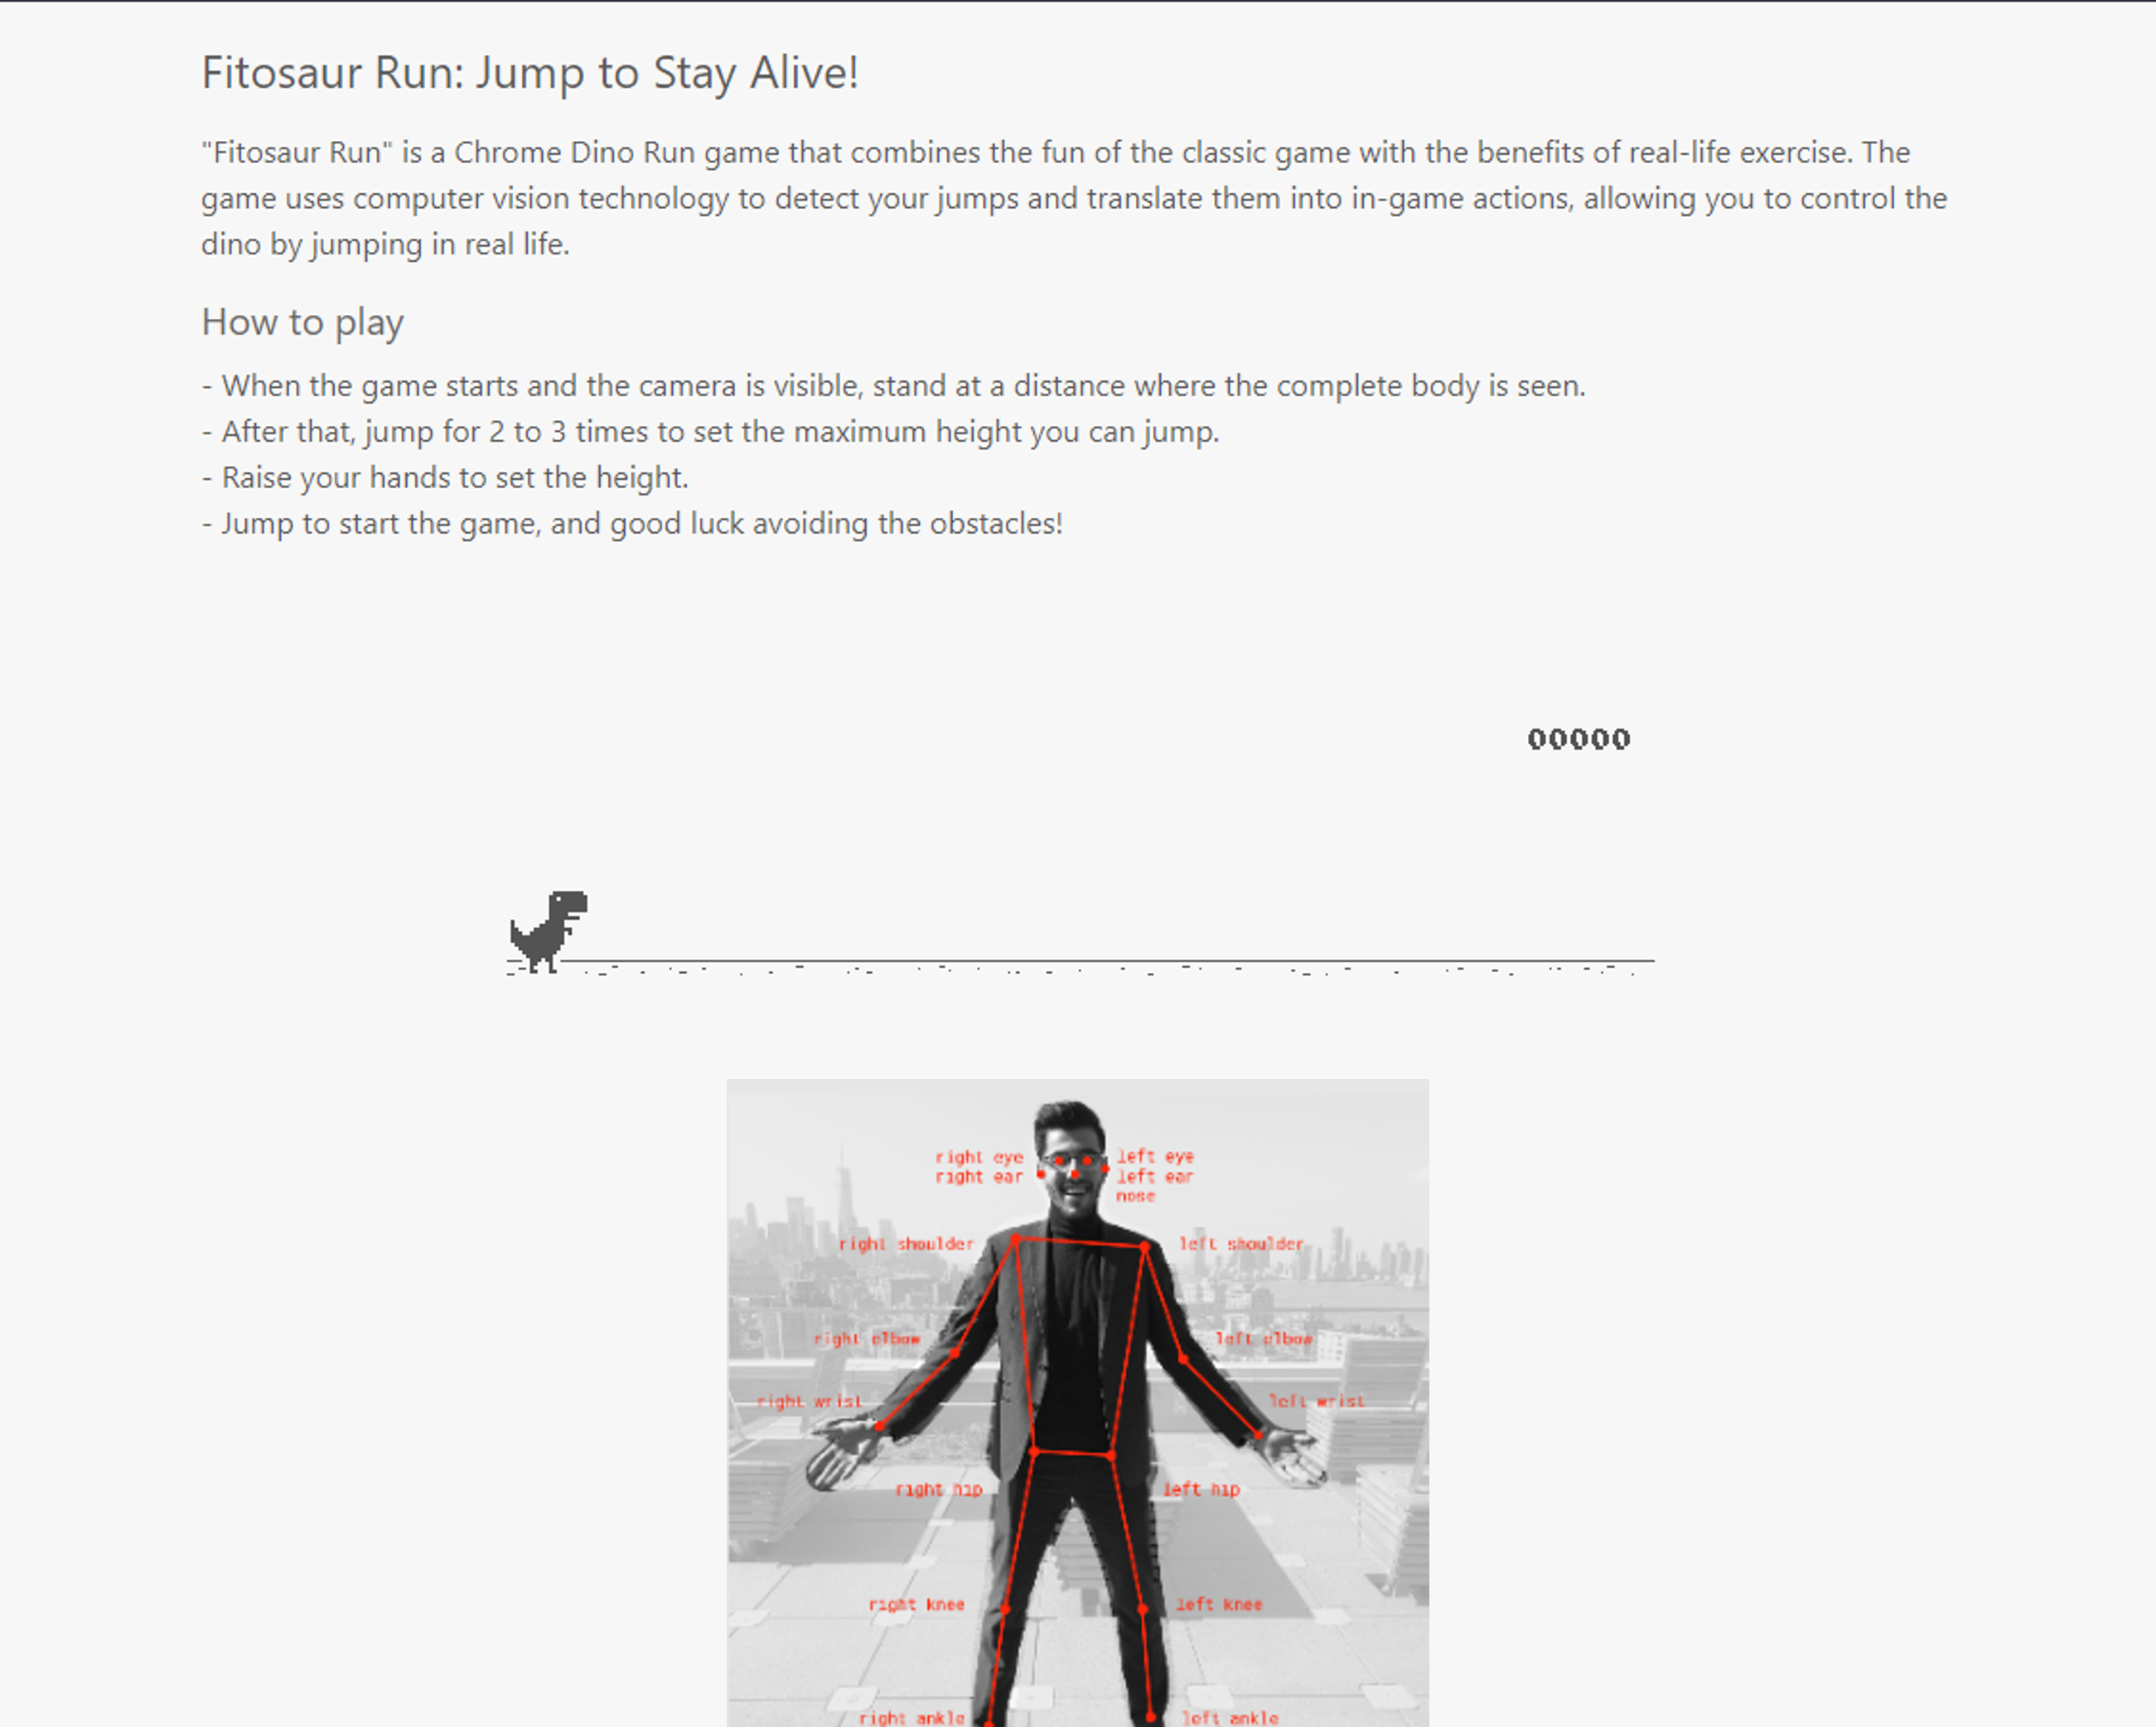 Fitosaur Run: Jump to Stay Alive!
"Fitosaur Run" is a Chrome Dino Run game that combines the fun of the classic game with the benefits of real-life exercise. The
game uses computer vision technology to detect your jumps and translate them into in-game actions, allowing you to control the
dino by jumping in real life.
How to play
- When the game starts and the camera is visible, stand at a distance where the complete body is seen.
- After that, jump for 2 to 3 times to set the maximum height you can jump.
- Raise your hands to set the height.
- Jump to start the game, and good luck avoiding the obstacles!
00000
right eye left eye
right ear left ear
nose
right shoulder left shoulder
right elbow left elbow
right wrist left wrist
right hip left hip
right knee left knee
right ankle left ankle